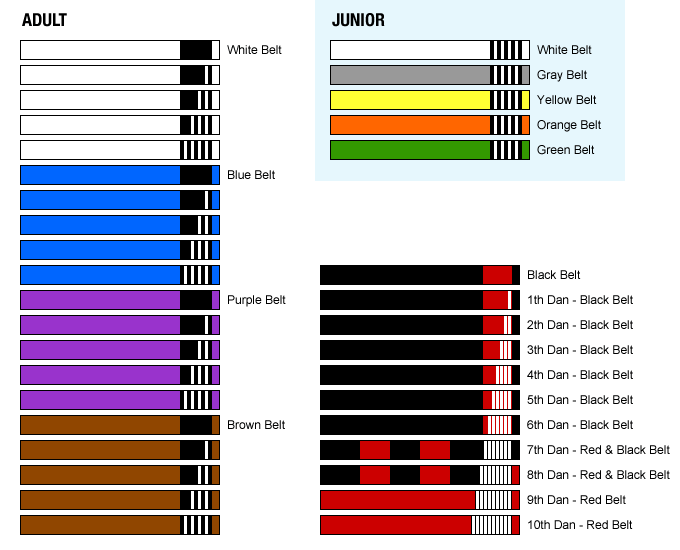 ADULT
White Belt
Blue Belt
Purple Belt
Brown Belt
JUNIOR
White Belt
Gray Belt
Yellow Belt
Orange Belt
Green Belt
Black Belt
1th Dan - Black Belt
2th Dan - Black Belt
3th Dan - Black Belt
4th Dan - Black Belt
5th Dan - Black Belt
6th Dan - Black Belt
7th Dan - Red & Black Belt
8th Dan - Red & Black Belt
9th Dan - Red Belt
10th Dan - Red Belt